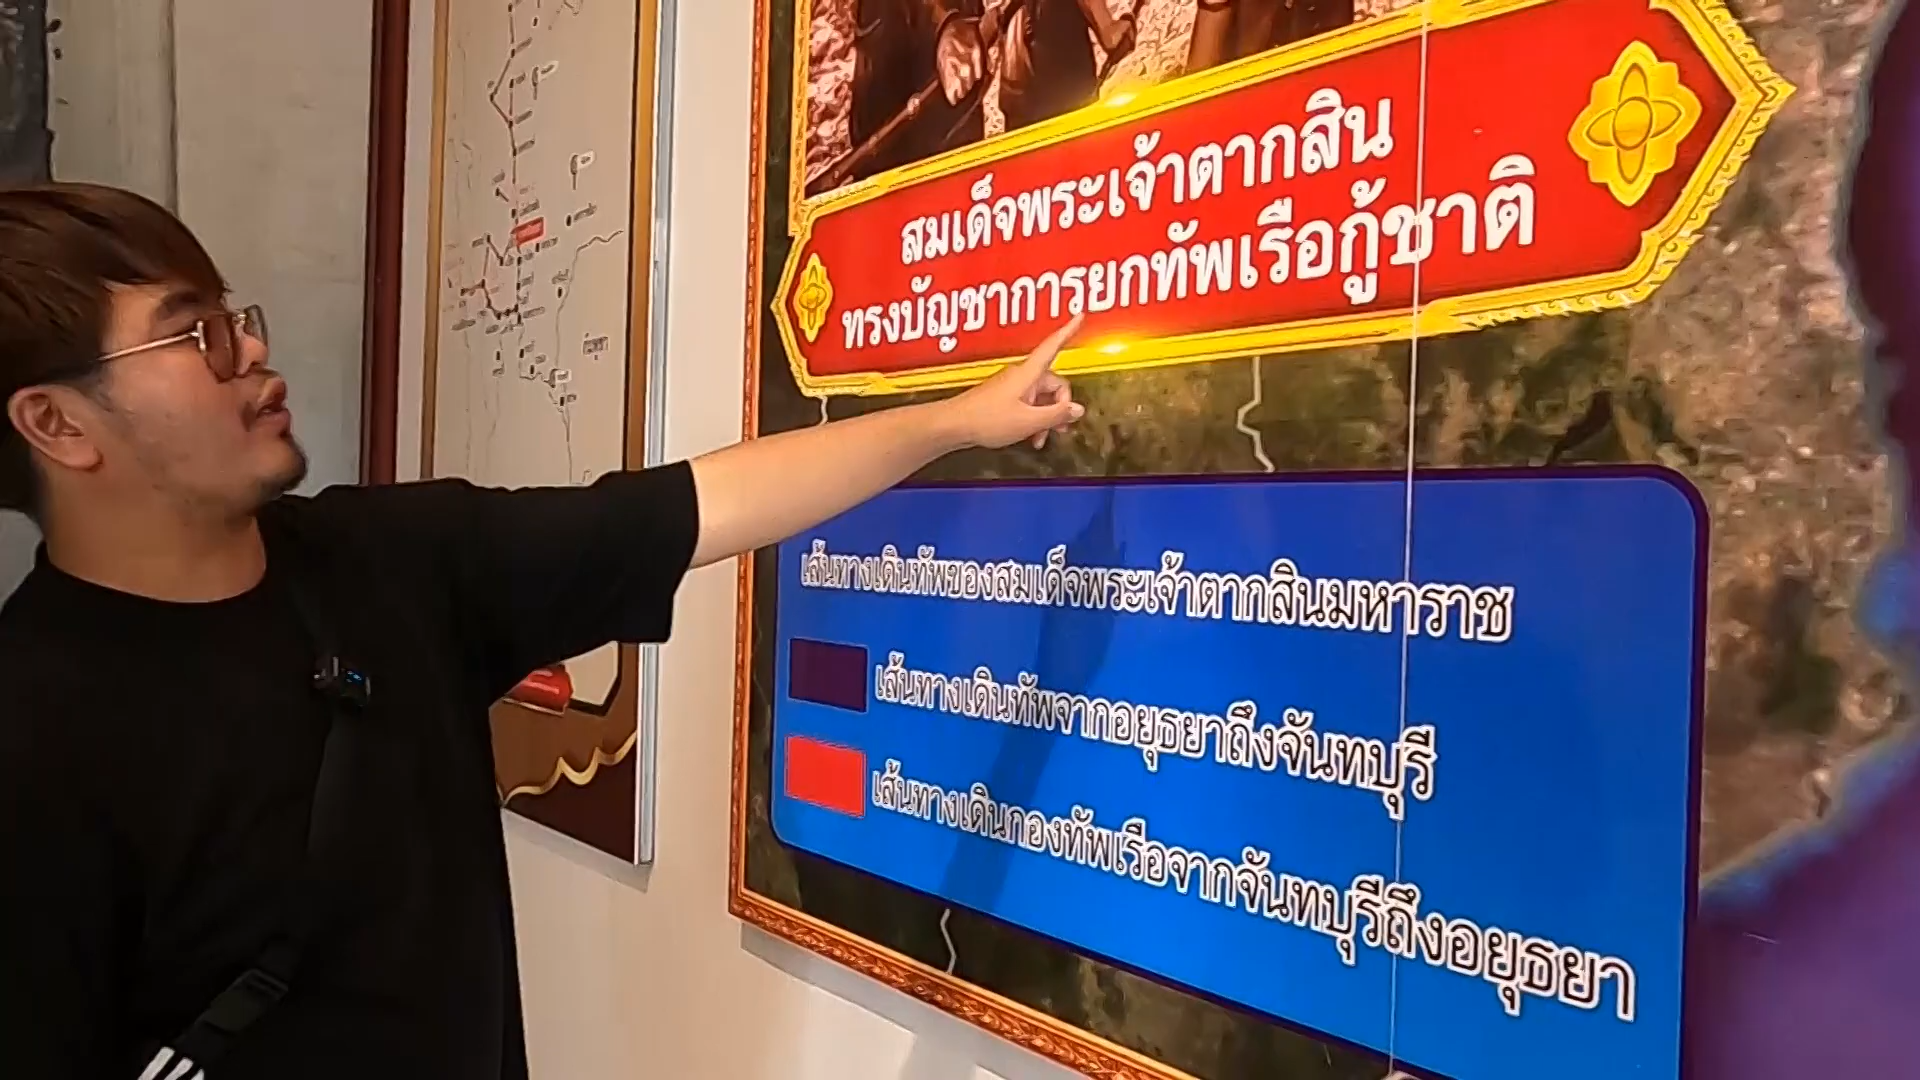 สมเด็จพระเจ้าตากสิน
ทรงบัญชาการยกทัพเรือกู้ชาติ
เส้นทางเดินทัพของสมเด็จพระเจ้าตากสินมหาราช
เส้นทางเดินทัพจากอยุธยาถึงจันทบุรี
เส้นทางเดินกองทัพเรือจากจันทบุรีถึงอยุธยา